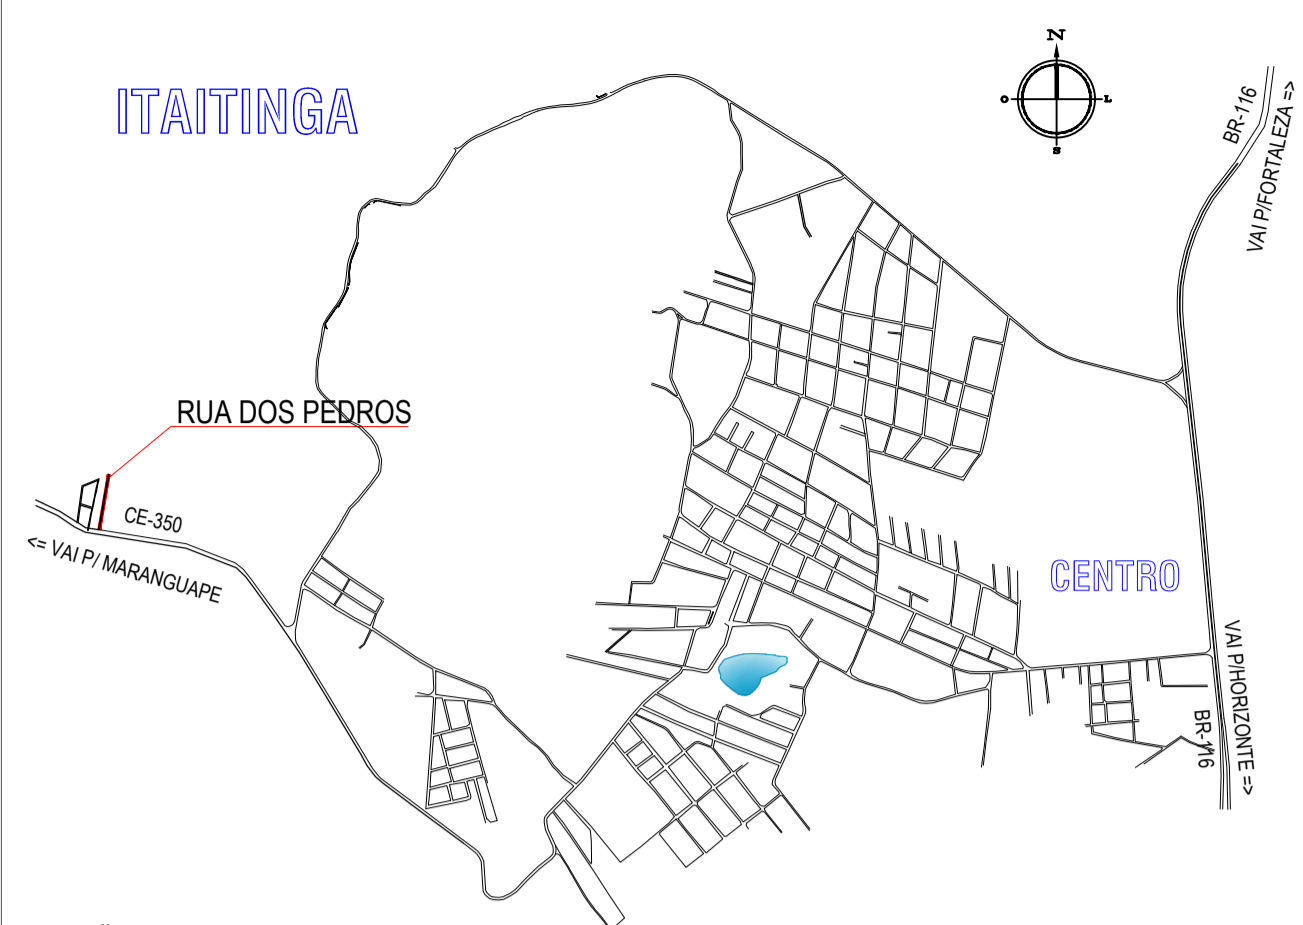 N
ITAITINGA
O
L
S
BR-116
VAI P/FORTALEZA =>
RUA DOS PEDROS
CE-350
<= VAI P/ MARANGUAPE
CENTRO
VAI P/HORIZONTE =>
BR-116